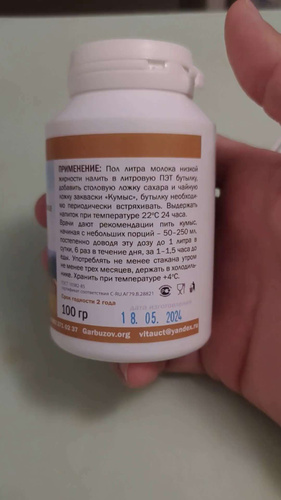 ПРИМЕНЕНИЕ: Пол литра молока низкой
жирности налить в литровую ПЭТ бутылку,
добавить столовую ложку сахара и чайную
ложку закваски «Кумыс», бутылку необходи-
мо периодически встряхивать. Выдержать
напиток при температуре 22°С 24 часа.
Врачи дают рекомендации пить кумыс,
начиная с небольших порций – 50–250 мл,
постепенно доводя эту дозу до 1 литра в
сутки, 6 раз в течение дня, за 1–1.5 часа до
еды. Употреблять не менее стакана утром
не менее трех месяцев, держать в холодиль-
нике. Хранить при температуре +4°С.
Срок годности 2 года
100 гр
18. 05. 2024
Garbuzov.org vitauct@yandex.ru